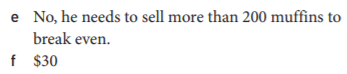 e No, he needs to sell more than 200 muffins to
break even.
f $30